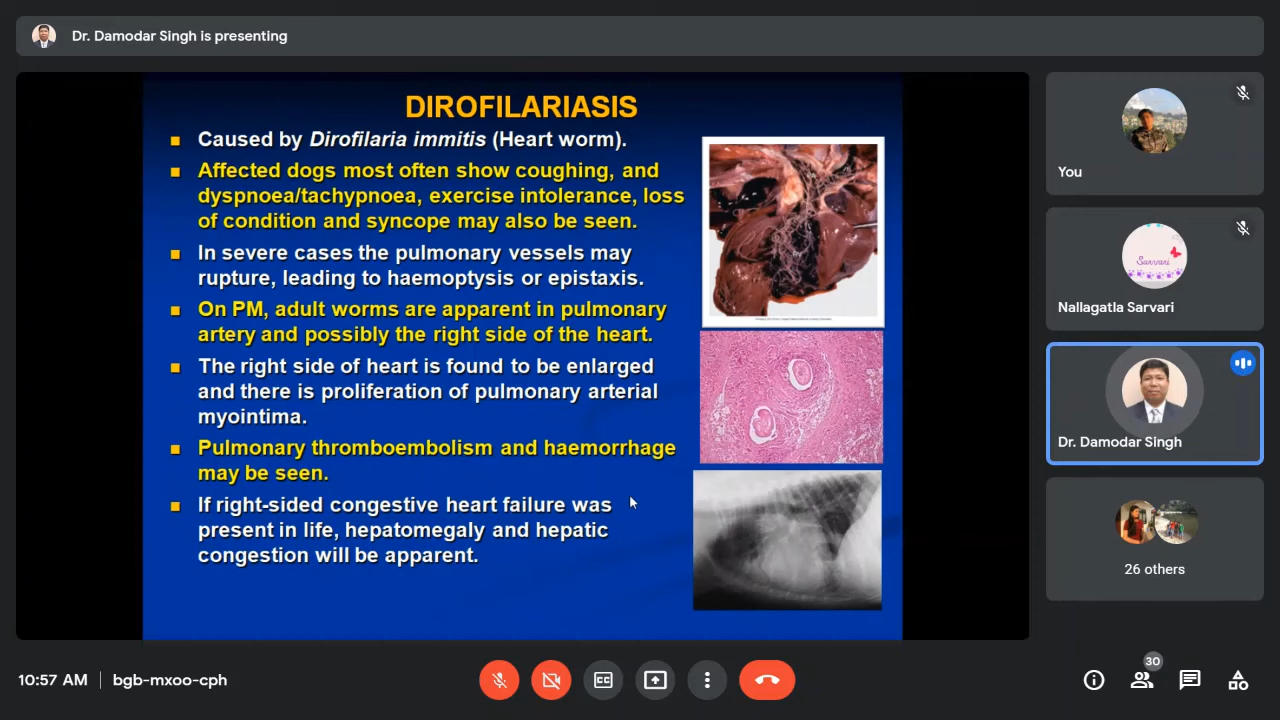 Dr. Damodar Singh is presenting
DIROFILARIASIS
Caused by Dirofilaria immitis (Heart worm).
Affected dogs most often show coughing, and
dyspnoea/tachypnoea, exercise intolerance, loss
of condition and syncope may also be seen.
In severe cases the pulmonary vessels may
rupture, leading to haemoptysis or epistaxis.
On PM, adult worms are apparent in pulmonary
artery and possibly the right side of the heart.
The right side of heart is found to be enlarged
and there is proliferation of pulmonary arterial
myointima.
Pulmonary thromboembolism and haemorrhage
may be seen.
If right-sided congestive heart failure was
present in life, hepatomegaly and hepatic
congestion will be apparent.
You
Sarvari
Nallagatla Sarvari
Dr. Damodar Singh
26 others
10:57 AM | bgb-mxoo-cph
CC
30